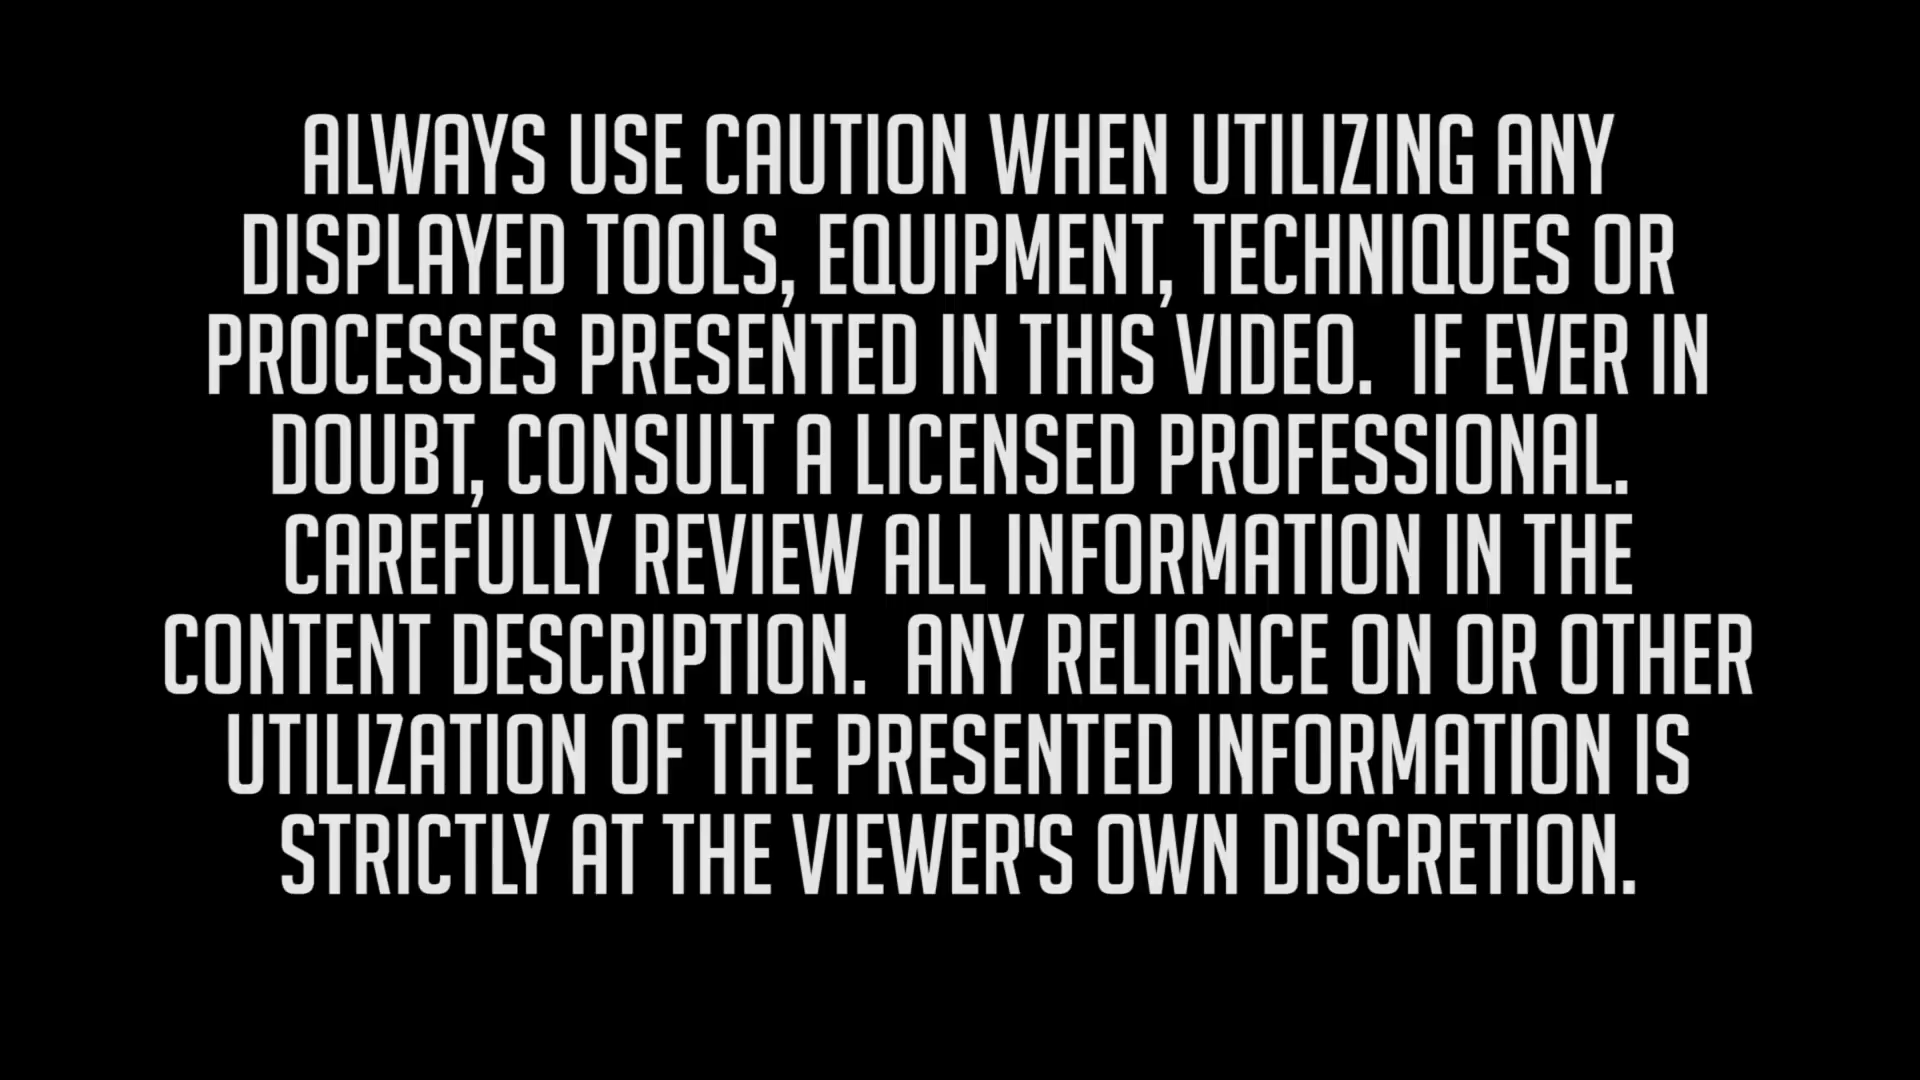 ALWAYS USE CAUTION WHEN UTILIZING ANY
DISPLAYED TOOLS, EQUIPMENT, TECHNIQUES OR
PROCESSES PRESENTED IN THIS VIDEO.  IF EVER IN
DOUBT, CONSULT A LICENSED PROFESSIONAL.
CAREFULLY REVIEW ALL INFORMATION IN THE
CONTENT DESCRIPTION.  ANY RELIANCE ON OR OTHER
UTILIZATION OF THE PRESENTED INFORMATION IS
STRICTLY AT THE VIEWER'S OWN DISCRETION.